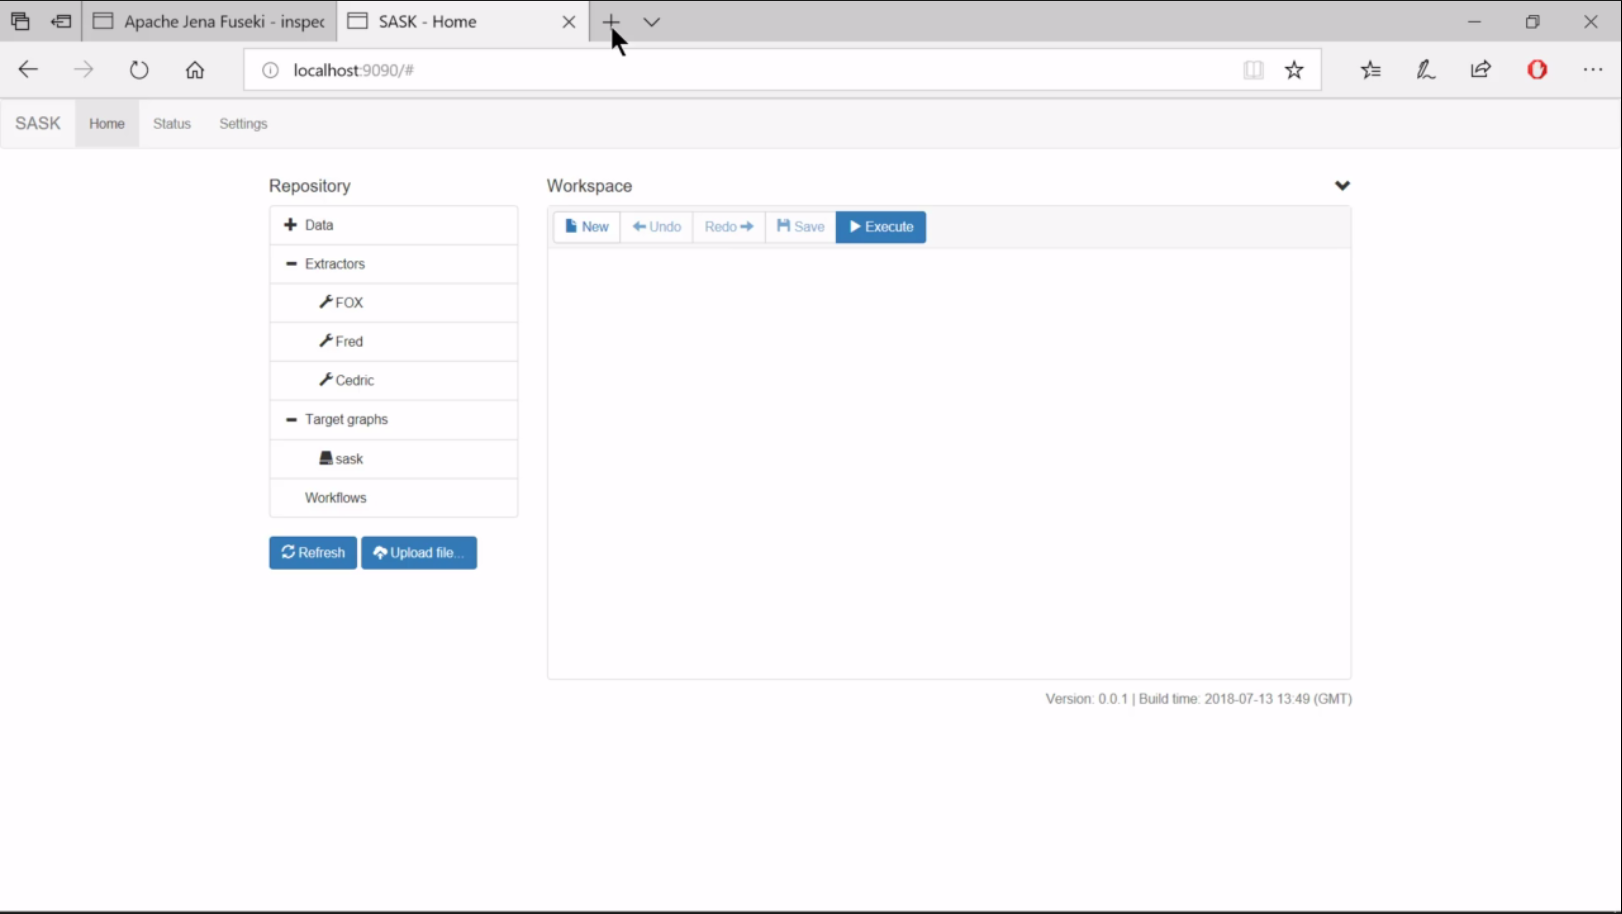 Apache Jena Fuseki - inspec
SASK - Home
localhost:9090/#
SASK Home Status Settings
Repository
Data
Extractors
FOX
Fred
Cedric
Target graphs
sask
Workflows
Refresh Upload file...
Workspace
New Undo Redo Save Execute
Version: 0.0.1 | Build time: 2018-07-13 13:49 (GMT)